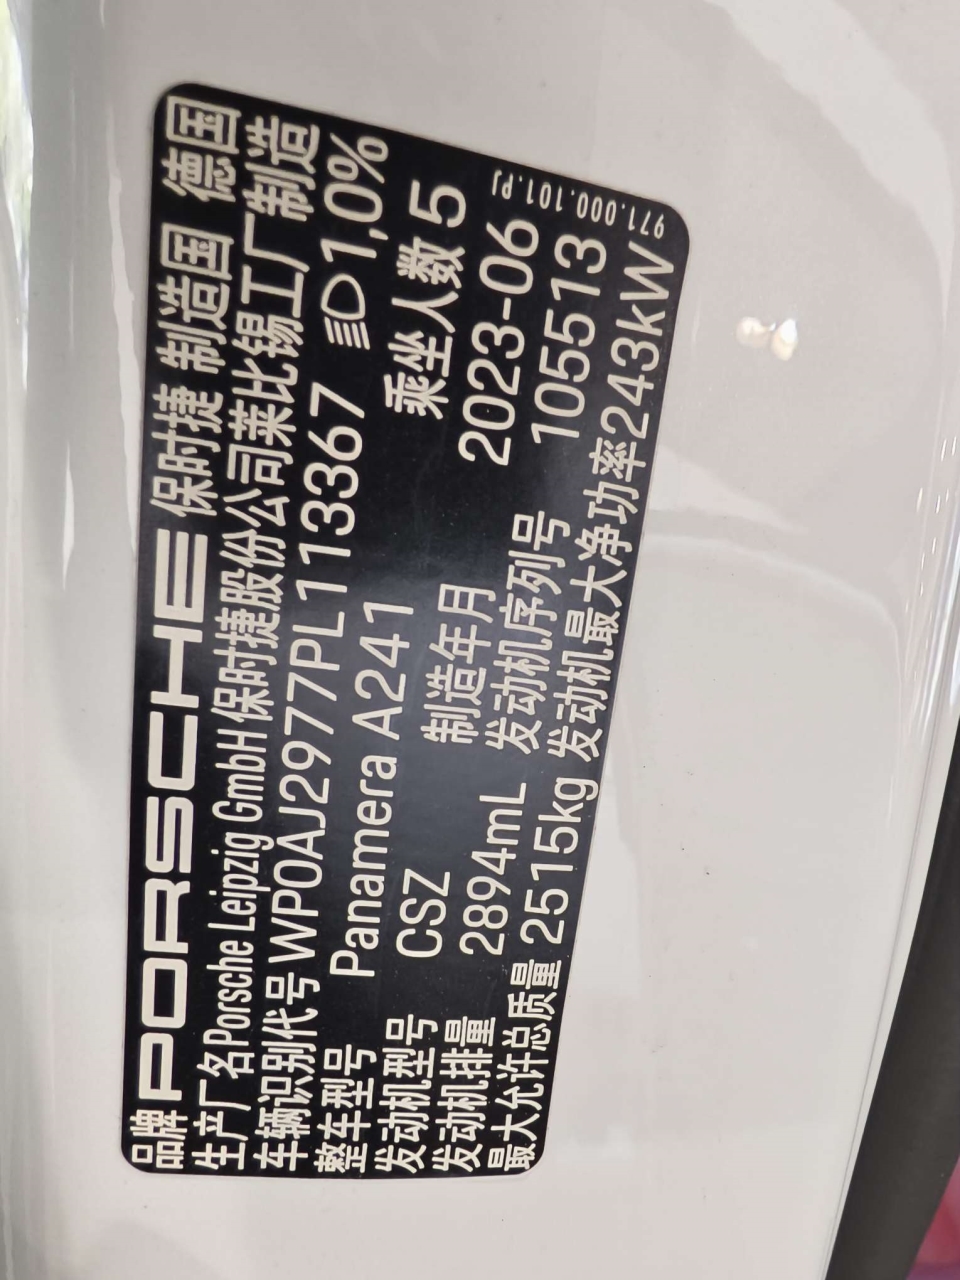 品牌 PORSCHE 保时捷 制造国 德国
生产厂名 Porsche Leipzig GmbH 保时捷股份公司莱比锡工厂制造
车辆识别代号 WP0AJ2977PL113367 1,0%
整车型号 Panamera A241 乘坐人数 5
发动机型号 CSZ 制造年月 2023-06
发动机排量 2894mL 发动机序列号 105513
最大允许总质量 2515kg 发动机最大净功率 243kW
971.000.101.PJ